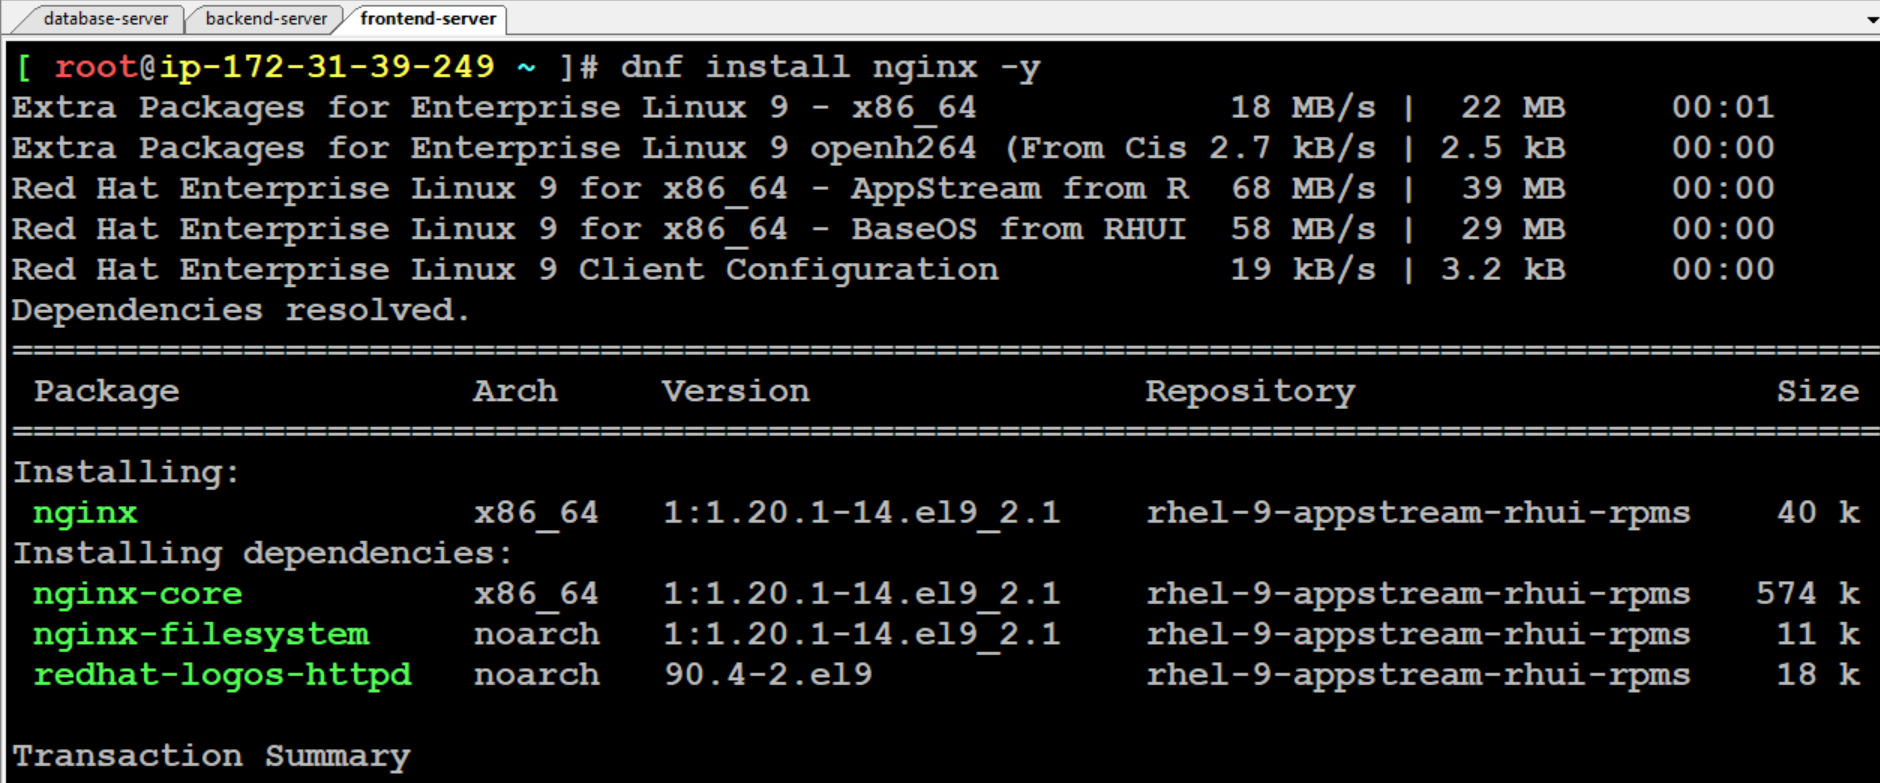 database-server backend-server frontend-server
[ root@ip-172-31-39-249 ~ ]# dnf install nginx -y
Extra Packages for Enterprise Linux 9 - x86_64 18 MB/s | 22 MB 00:01
Extra Packages for Enterprise Linux 9 openh264 (From Cis 2.7 kB/s | 2.5 kB 00:00
Red Hat Enterprise Linux 9 for x86_64 - AppStream from R 68 MB/s | 39 MB 00:00
Red Hat Enterprise Linux 9 for x86_64 - BaseOS from RHUI 58 MB/s | 29 MB 00:00
Red Hat Enterprise Linux 9 Client Configuration 19 kB/s | 3.2 kB 00:00
Dependencies resolved.
Package Arch Version Repository Size
Installing:
nginx x86_64 1:1.20.1-14.el9_2.1 rhel-9-appstream-rhui-rpms 40 k
Installing dependencies:
nginx-core x86_64 1:1.20.1-14.el9_2.1 rhel-9-appstream-rhui-rpms 574 k
nginx-filesystem noarch 1:1.20.1-14.el9_2.1 rhel-9-appstream-rhui-rpms 11 k
redhat-logos-httpd noarch 90.4-2.el9 rhel-9-appstream-rhui-rpms 18 k
Transaction Summary